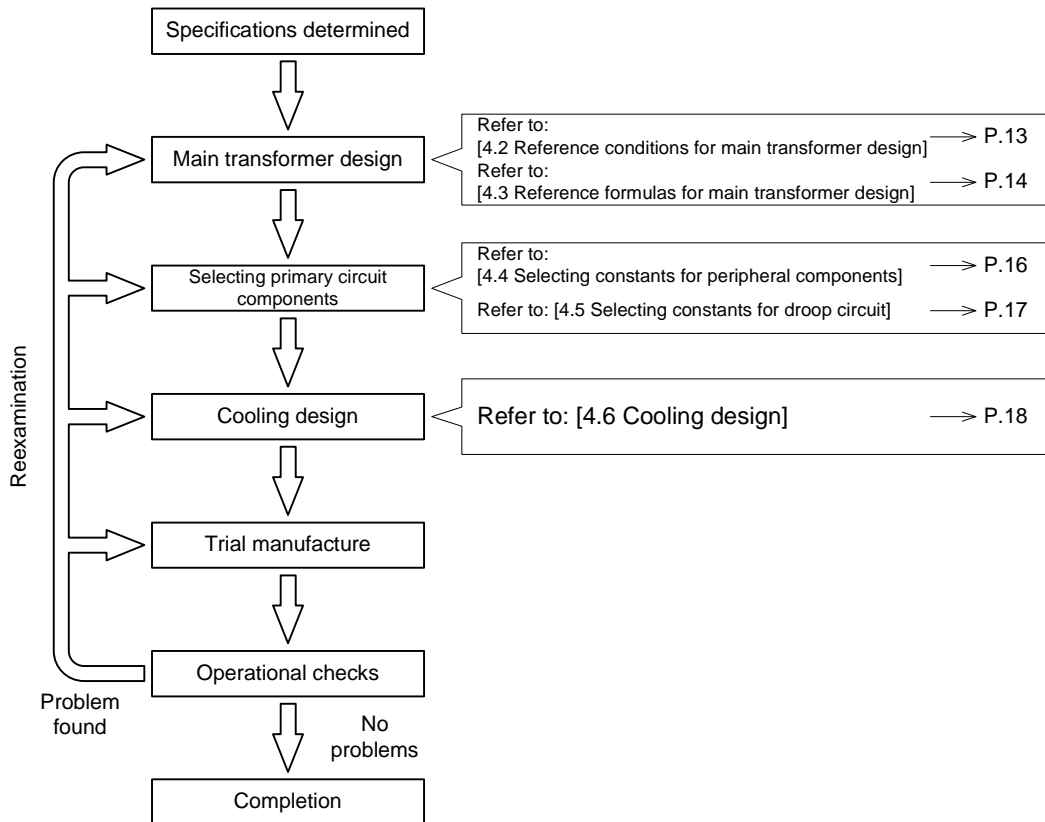 Specifications determined
Main transformer design
Refer to:
[4.2 Reference conditions for main transformer design]
P.13
Refer to:
[4.3 Reference formulas for main transformer design]
P.14
Selecting primary circuit
components
Refer to:
[4.4 Selecting constants for peripheral components]
P.16
Refer to: [4.5 Selecting constants for droop circuit]
P.17
Reexamination
Cooling design
Refer to: [4.6 Cooling design]
P.18
Trial manufacture
Operational checks
Problem
found
No
problems
Completion